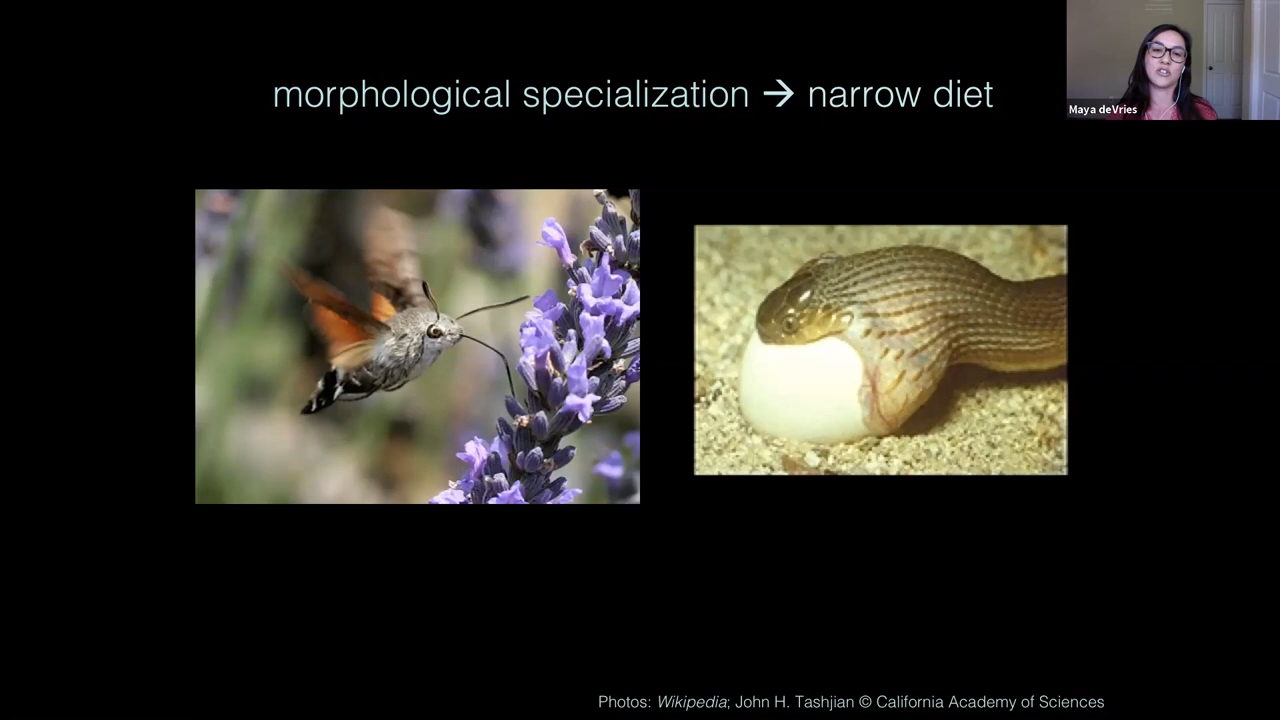 morphological specialization → narrow diet
Maya deVries
Photos: Wikipedia; John H. Tashjian © California Academy of Sciences